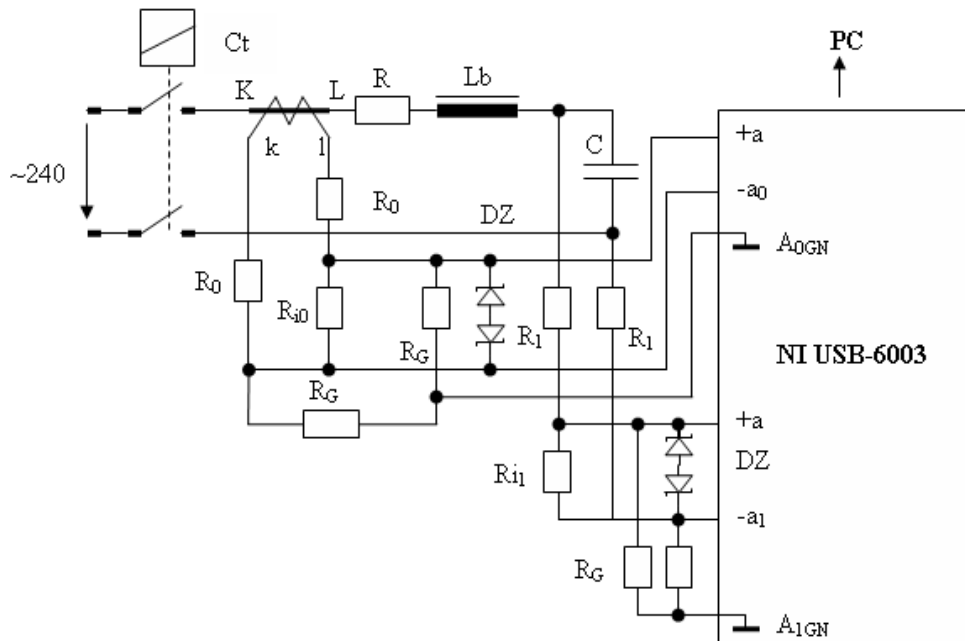 Ct
PC
K
L
R
Lb
+a
k
l
C
~240
-a0
R0
DZ
A0GN
R0
Ri0
RG
R1
R1
NI USB-6003
RG
+a
Ri1
DZ
-a1
RG
A1GN